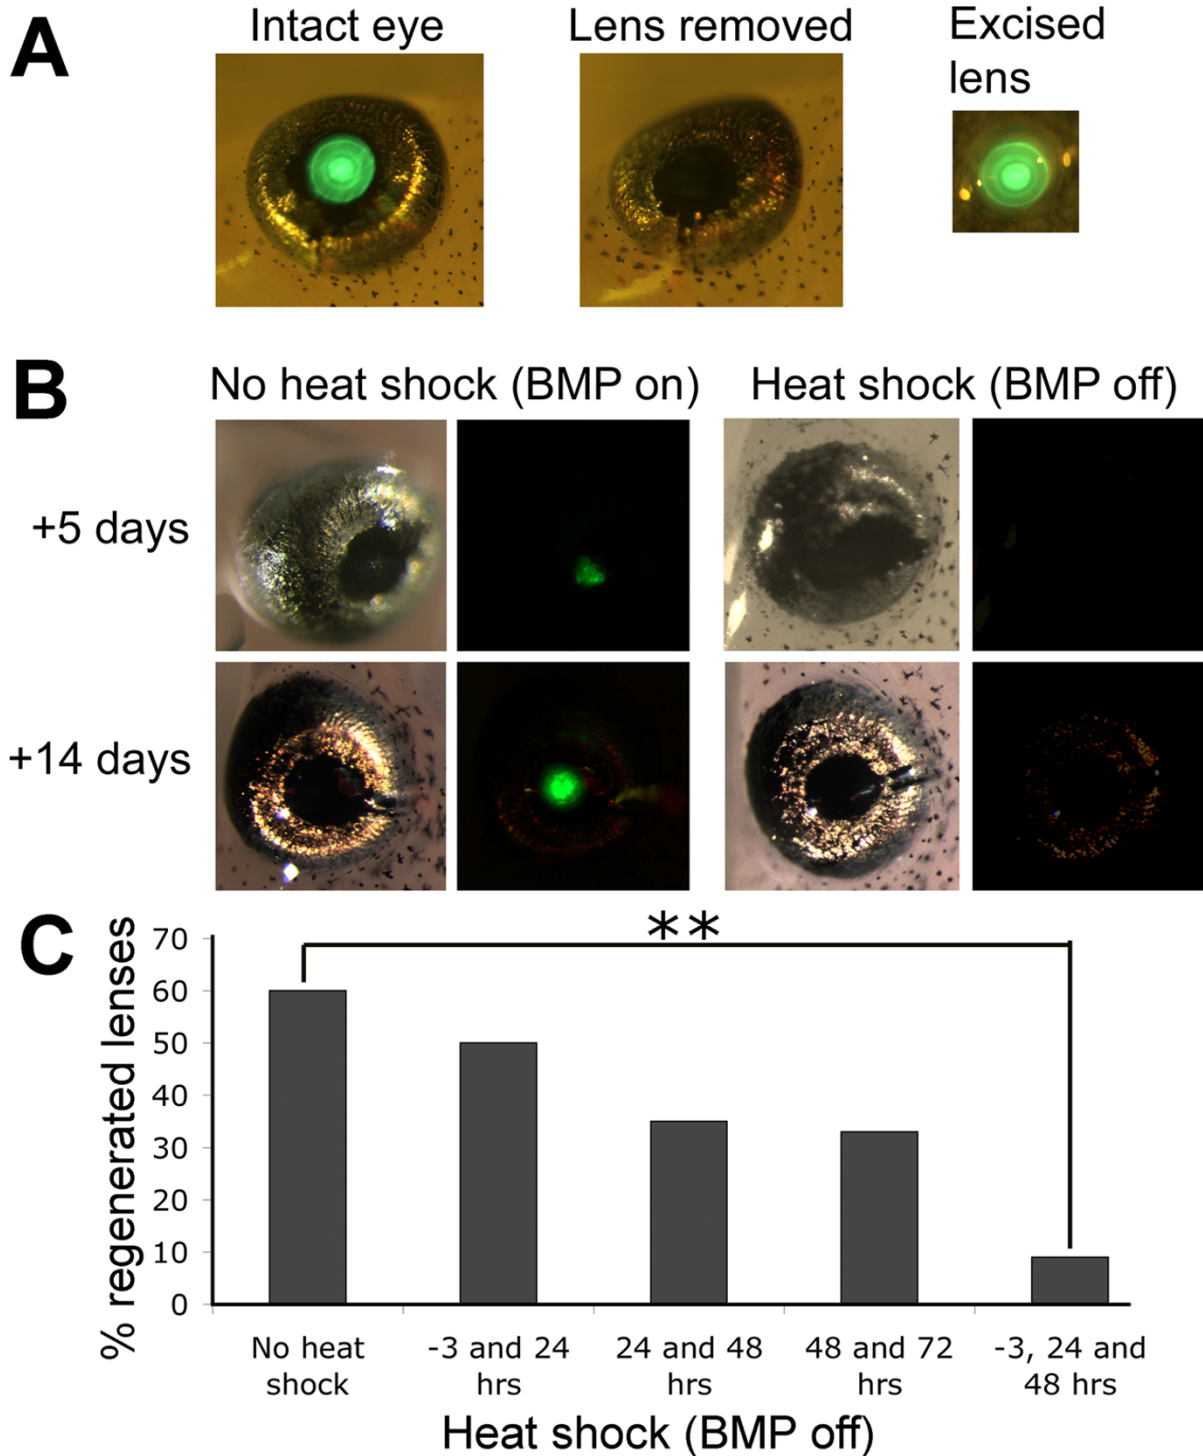 A
Intact eye
Lens removed
Excised
lens
B
No heat shock (BMP on)
Heat shock (BMP off)
+5 days
+14 days
C
% regenerated lenses
70
60
50
40
30
20
10
0
**
No heat
shock
-3 and 24
hrs
24 and 48
hrs
48 and 72
hrs
-3, 24 and
48 hrs
Heat shock (BMP off)